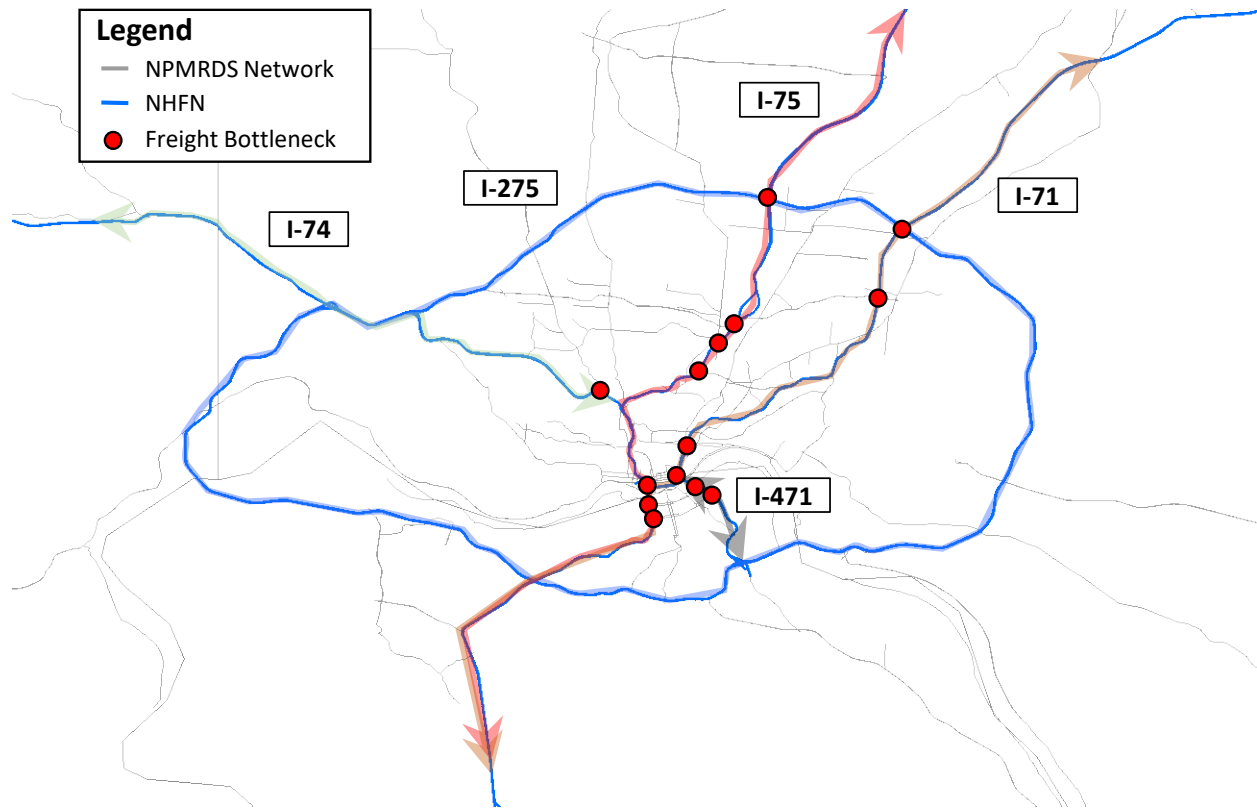 Legend
NPMRDS Network
NHFN
Freight Bottleneck
I-75
I-275
I-71
I-74
I-471